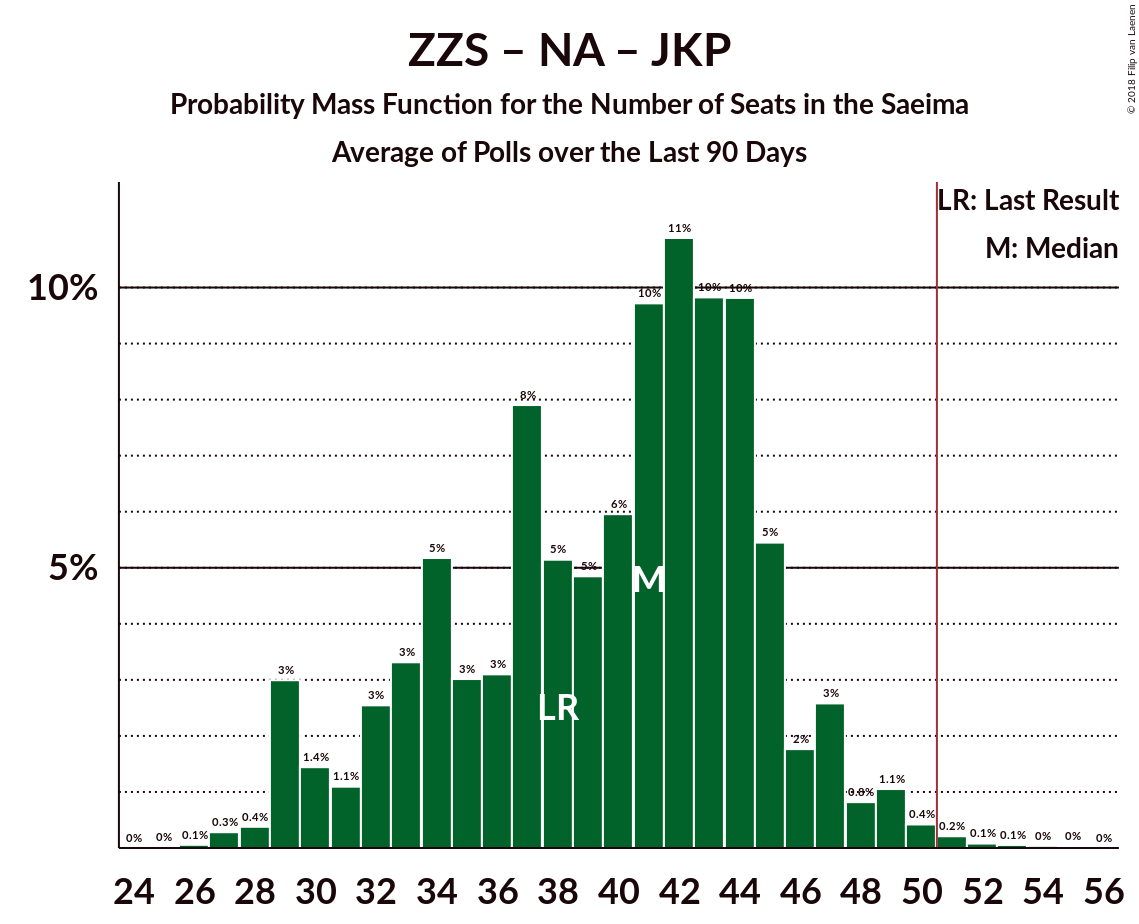 ZZS – NA – JKP
Probability Mass Function for the Number of Seats in the Saeima
Average of Polls over the Last 90 Days
© 2018 Filip van Laenen
LR: Last Result
M: Median
10%
5%
0% 0% 0.1% 0.3% 0.4% 3% 1.4% 1.1% 3% 3% 5% 3% 3% 8% 5% 5% 6% 10% 11% 10% 10% 5% 2% 3% 0.8% 1.1% 0.4% 0.2% 0.1% 0.1% 0% 0% 0%
M
LR
24 26 28 30 32 34 36 38 40 42 44 46 48 50 52 54 56